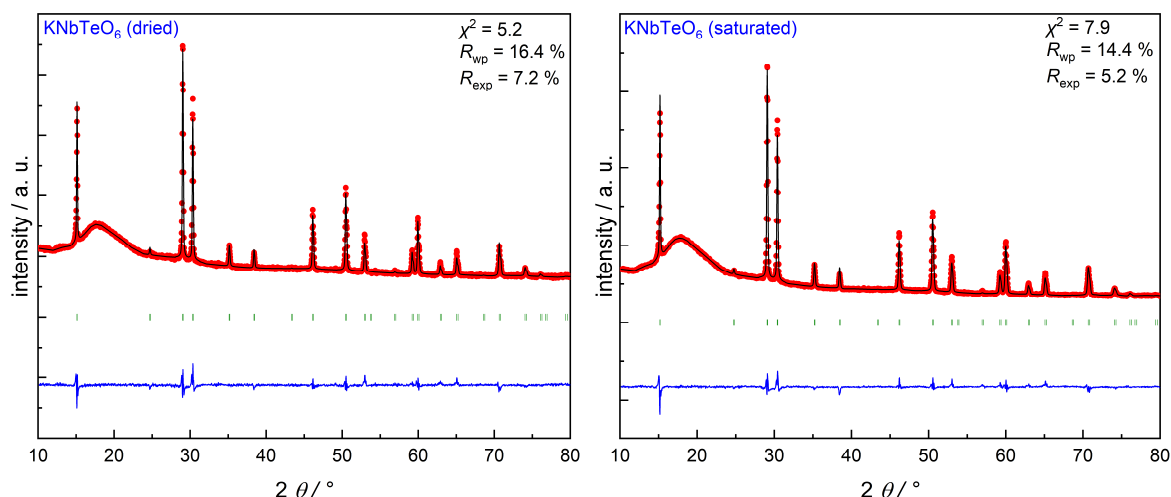 KNbTeO₆ (dried)
χ² = 5.2
Rwp = 16.4 %
Rexp = 7.2 %
intensity / a. u.
10 20 30 40 50 60 70 80
2 θ / °
KNbTeO₆ (saturated)
χ² = 7.9
Rwp = 14.4 %
Rexp = 5.2 %
intensity / a. u.
10 20 30 40 50 60 70 80
2 θ / °